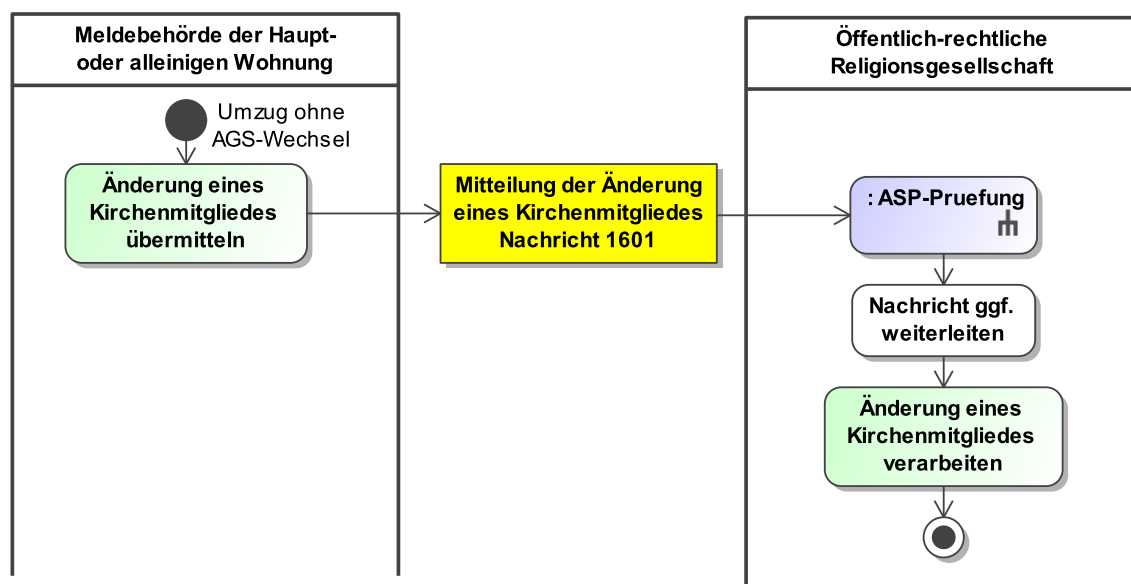 Meldebehörde der Haupt-
oder alleinigen Wohnung
Umzug ohne
AGS-Wechsel
Änderung eines
Kirchenmitgliedes
übermitteln
Mitteilung der Änderung
eines Kirchenmitgliedes
Nachricht 1601
Öffentlich-rechtliche
Religionsgesellschaft
: ASP-Pruefung
Nachricht ggf.
weiterleiten
Änderung eines
Kirchenmitgliedes
verarbeiten